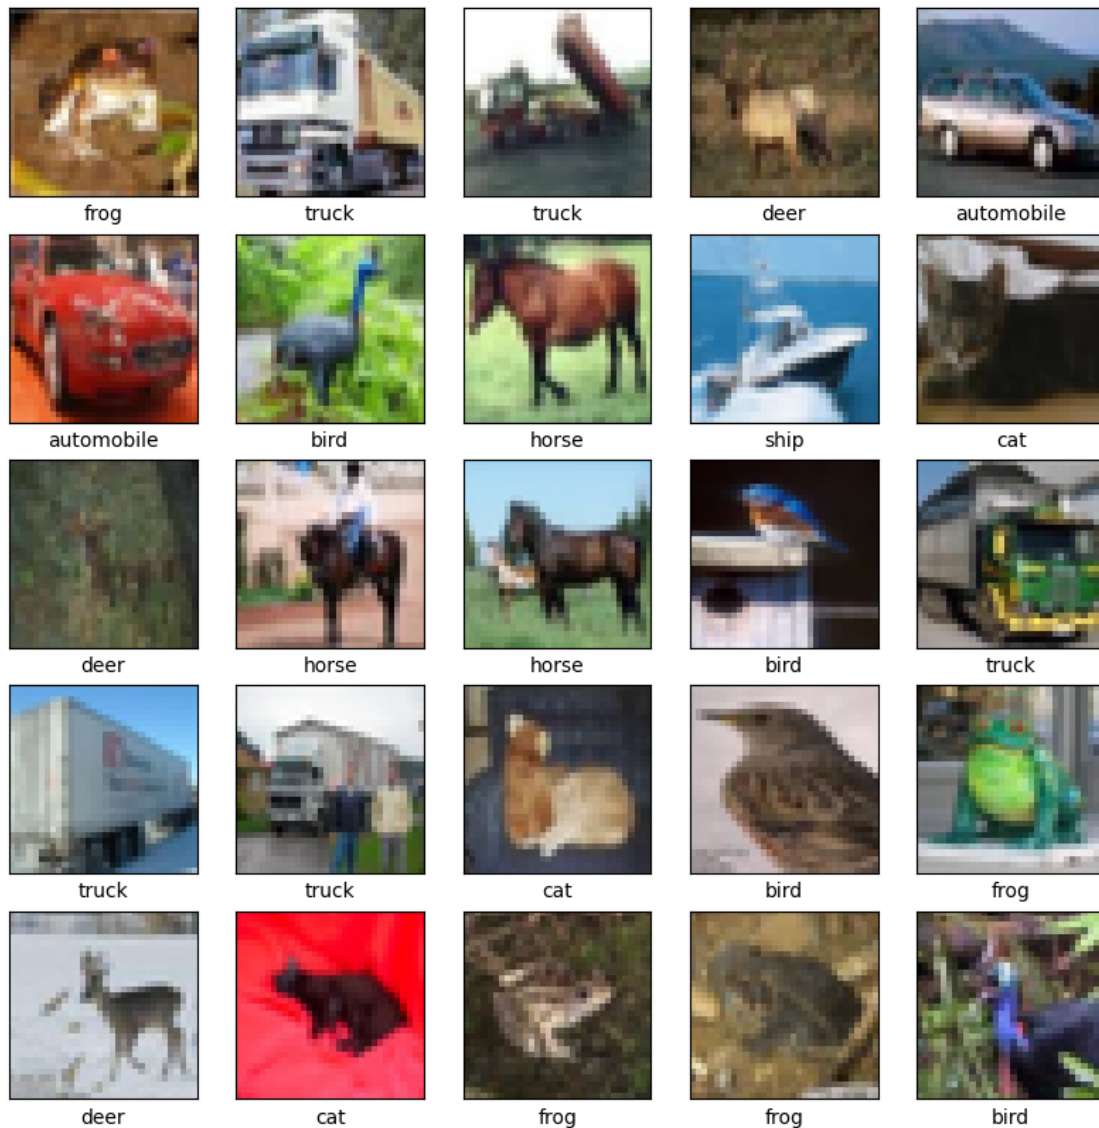 frog truck truck deer automobile
automobile bird horse ship cat
deer horse horse bird truck
truck truck cat bird frog
deer cat frog frog bird